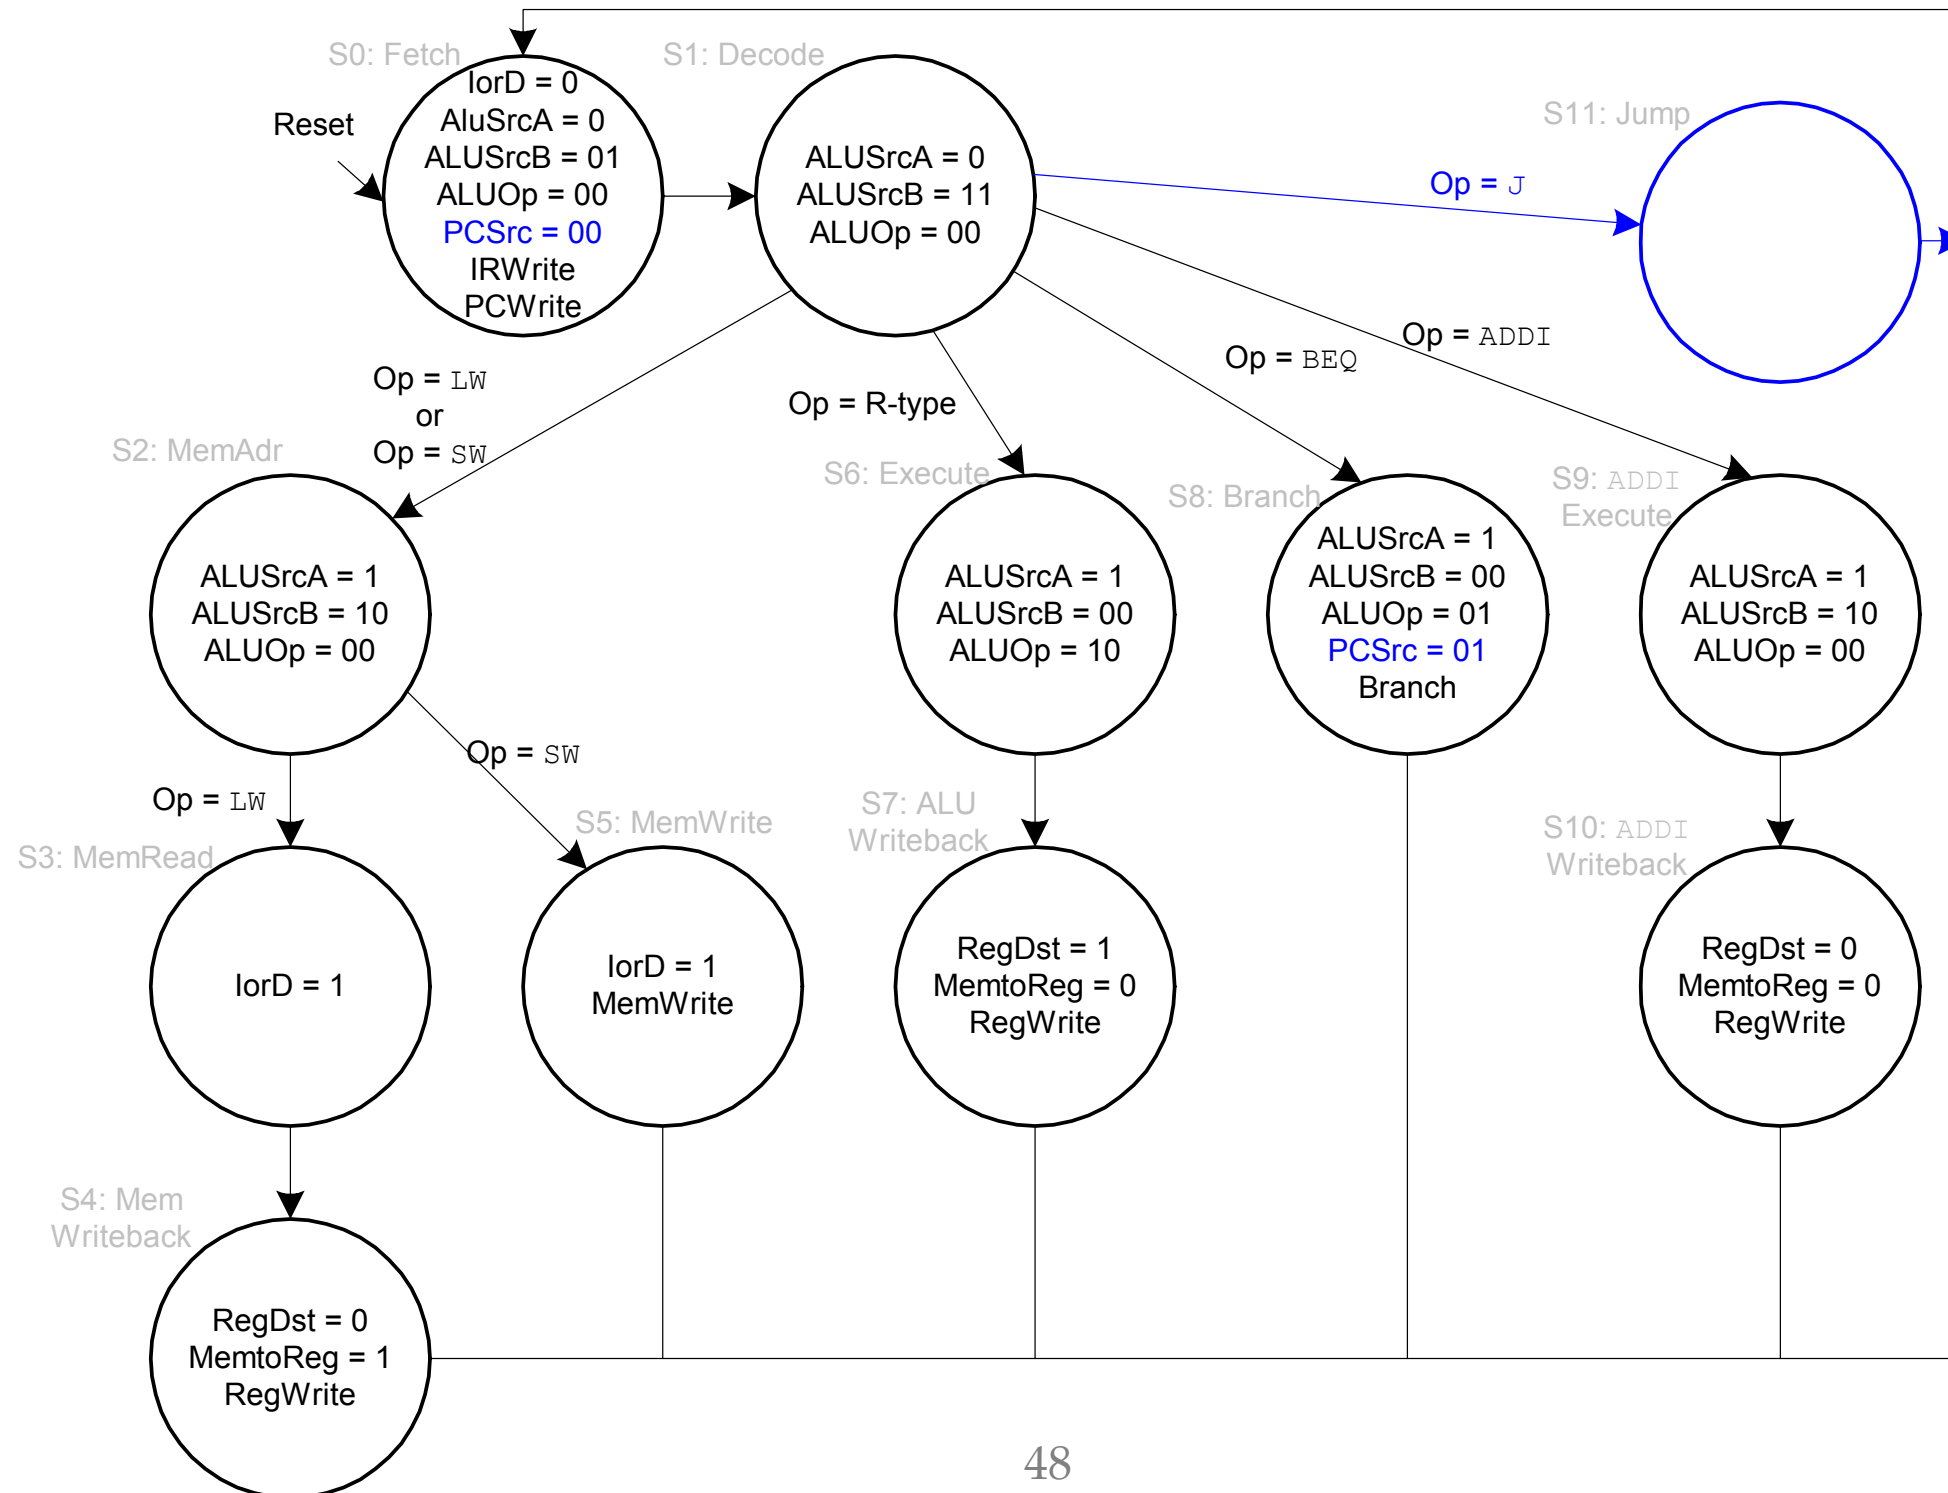 S0: Fetch
Reset
IorD = 0
AluSrcA = 0
ALUSrcB = 01
ALUOp = 00
PCSrc = 00
IRWrite
PCWrite
S1: Decode
ALUSrcA = 0
ALUSrcB = 11
ALUOp = 00
S11: Jump
Op = J
Op = ADDI
Op = BEQ
Op = R-type
Op = LW
or
Op = SW
S2: MemAdr
ALUSrcA = 1
ALUSrcB = 10
ALUOp = 00
S6: Execute
ALUSrcA = 1
ALUSrcB = 00
ALUOp = 10
S8: Branch
ALUSrcA = 1
ALUSrcB = 00
ALUOp = 01
PCSrc = 01
Branch
S9: ADDI
Execute
ALUSrcA = 1
ALUSrcB = 10
ALUOp = 00
Op = SW
Op = LW
S3: MemRead
IorD = 1
S5: MemWrite
IorD = 1
MemWrite
S7: ALU
Writeback
RegDst = 1
MemtoReg = 0
RegWrite
S10: ADDI
Writeback
RegDst = 0
MemtoReg = 0
RegWrite
S4: Mem
Writeback
RegDst = 0
MemtoReg = 1
RegWrite
48